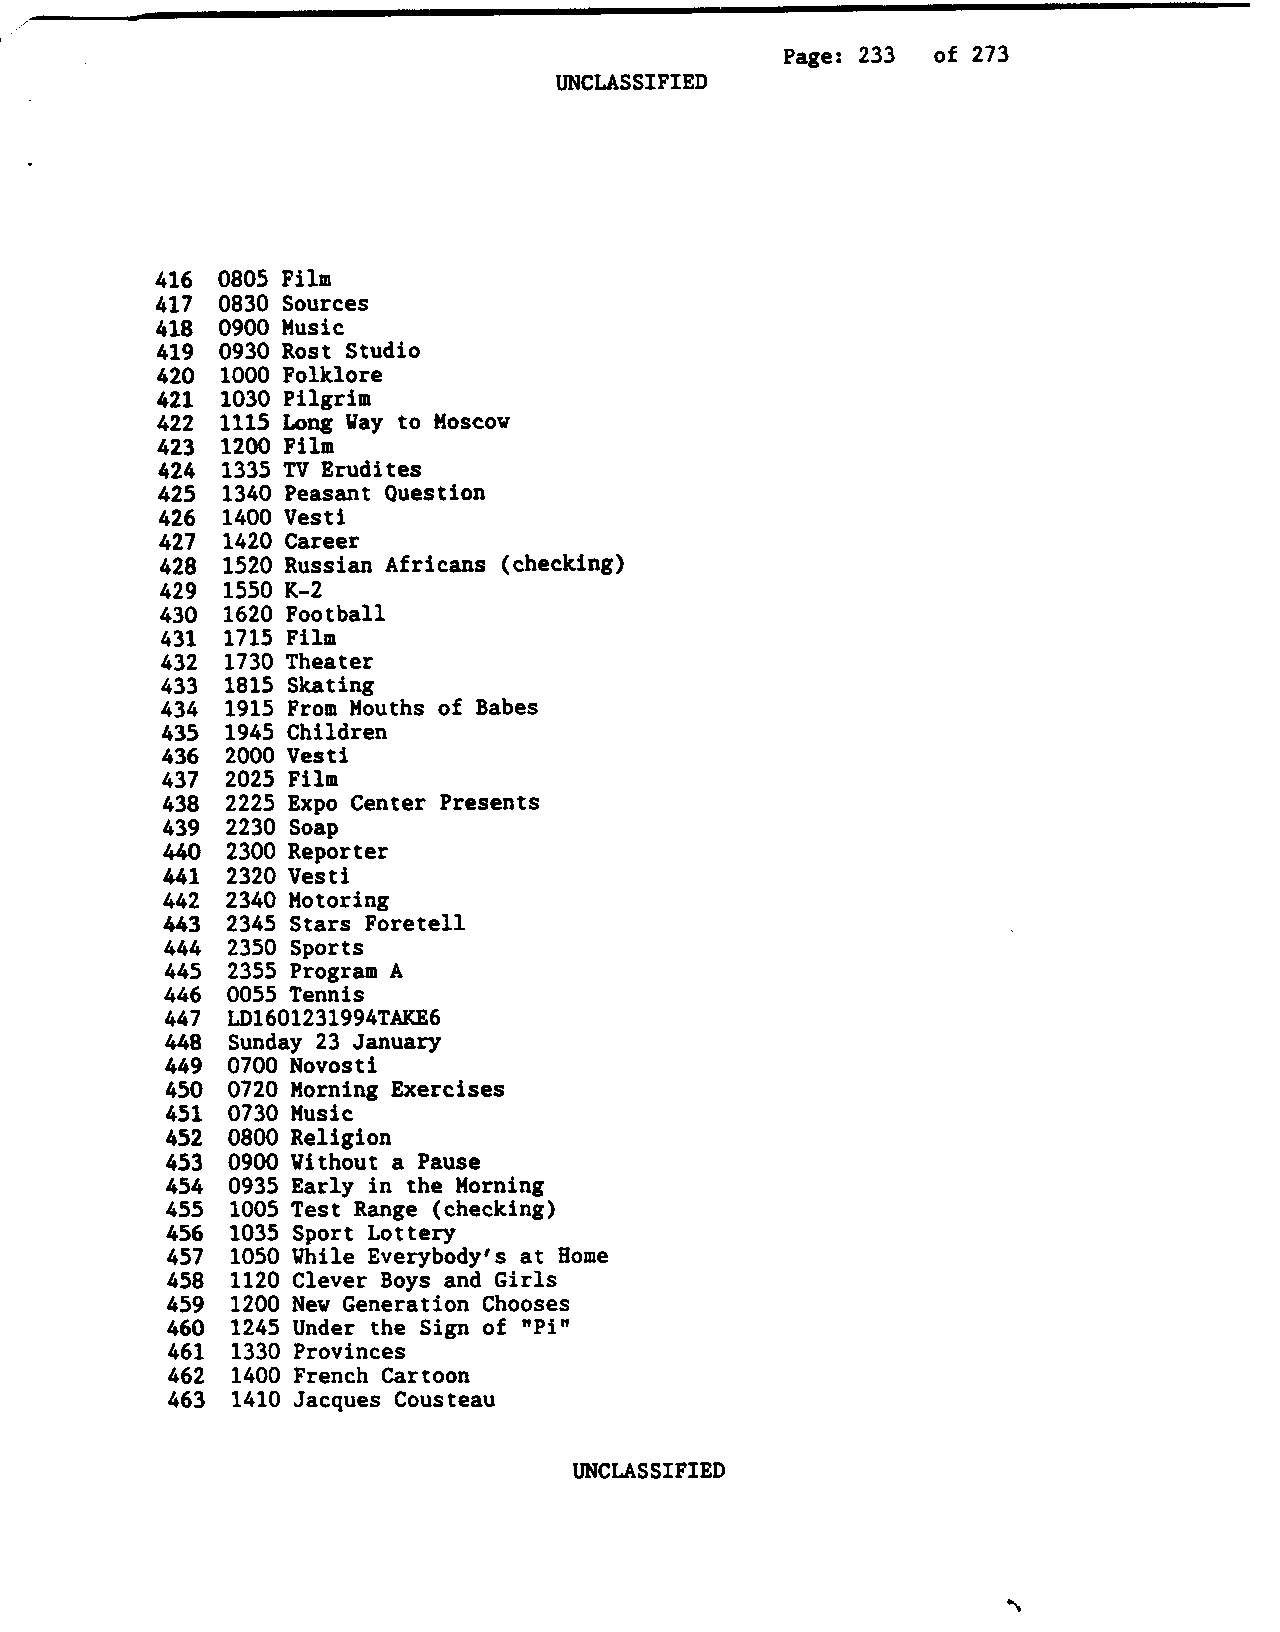 Page: 233 of 273
UNCLASSIFIED
416 0805 Film
417 0830 Sources
418 0900 Music
419 0930 Rost Studio
420 1000 Folklore
421 1030 Pilgrim
422 1115 Long Way to Moscow
423 1200 Film
424 1335 TV Erudites
425 1340 Peasant Question
426 1400 Vesti
427 1420 Career
428 1520 Russian Africans (checking)
429 1550 K-2
430 1620 Football
431 1715 Film
432 1730 Theater
433 1815 Skating
434 1915 From Mouths of Babes
435 1945 Children
436 2000 Vesti
437 2025 Film
438 2225 Expo Center Presents
439 2230 Soap
440 2300 Reporter
441 2320 Vesti
442 2340 Motoring
443 2345 Stars Foretell
444 2350 Sports
445 2355 Program A
446 0055 Tennis
447 LD1601231994TAKE6
448 Sunday 23 January
449 0700 Novosti
450 0720 Morning Exercises
451 0730 Music
452 0800 Religion
453 0900 Without a Pause
454 0935 Early in the Morning
455 1005 Test Range (checking)
456 1035 Sport Lottery
457 1050 While Everybody's at Home
458 1120 Clever Boys and Girls
459 1200 New Generation Chooses
460 1245 Under the Sign of "Pi"
461 1330 Provinces
462 1400 French Cartoon
463 1410 Jacques Cousteau
UNCLASSIFIED